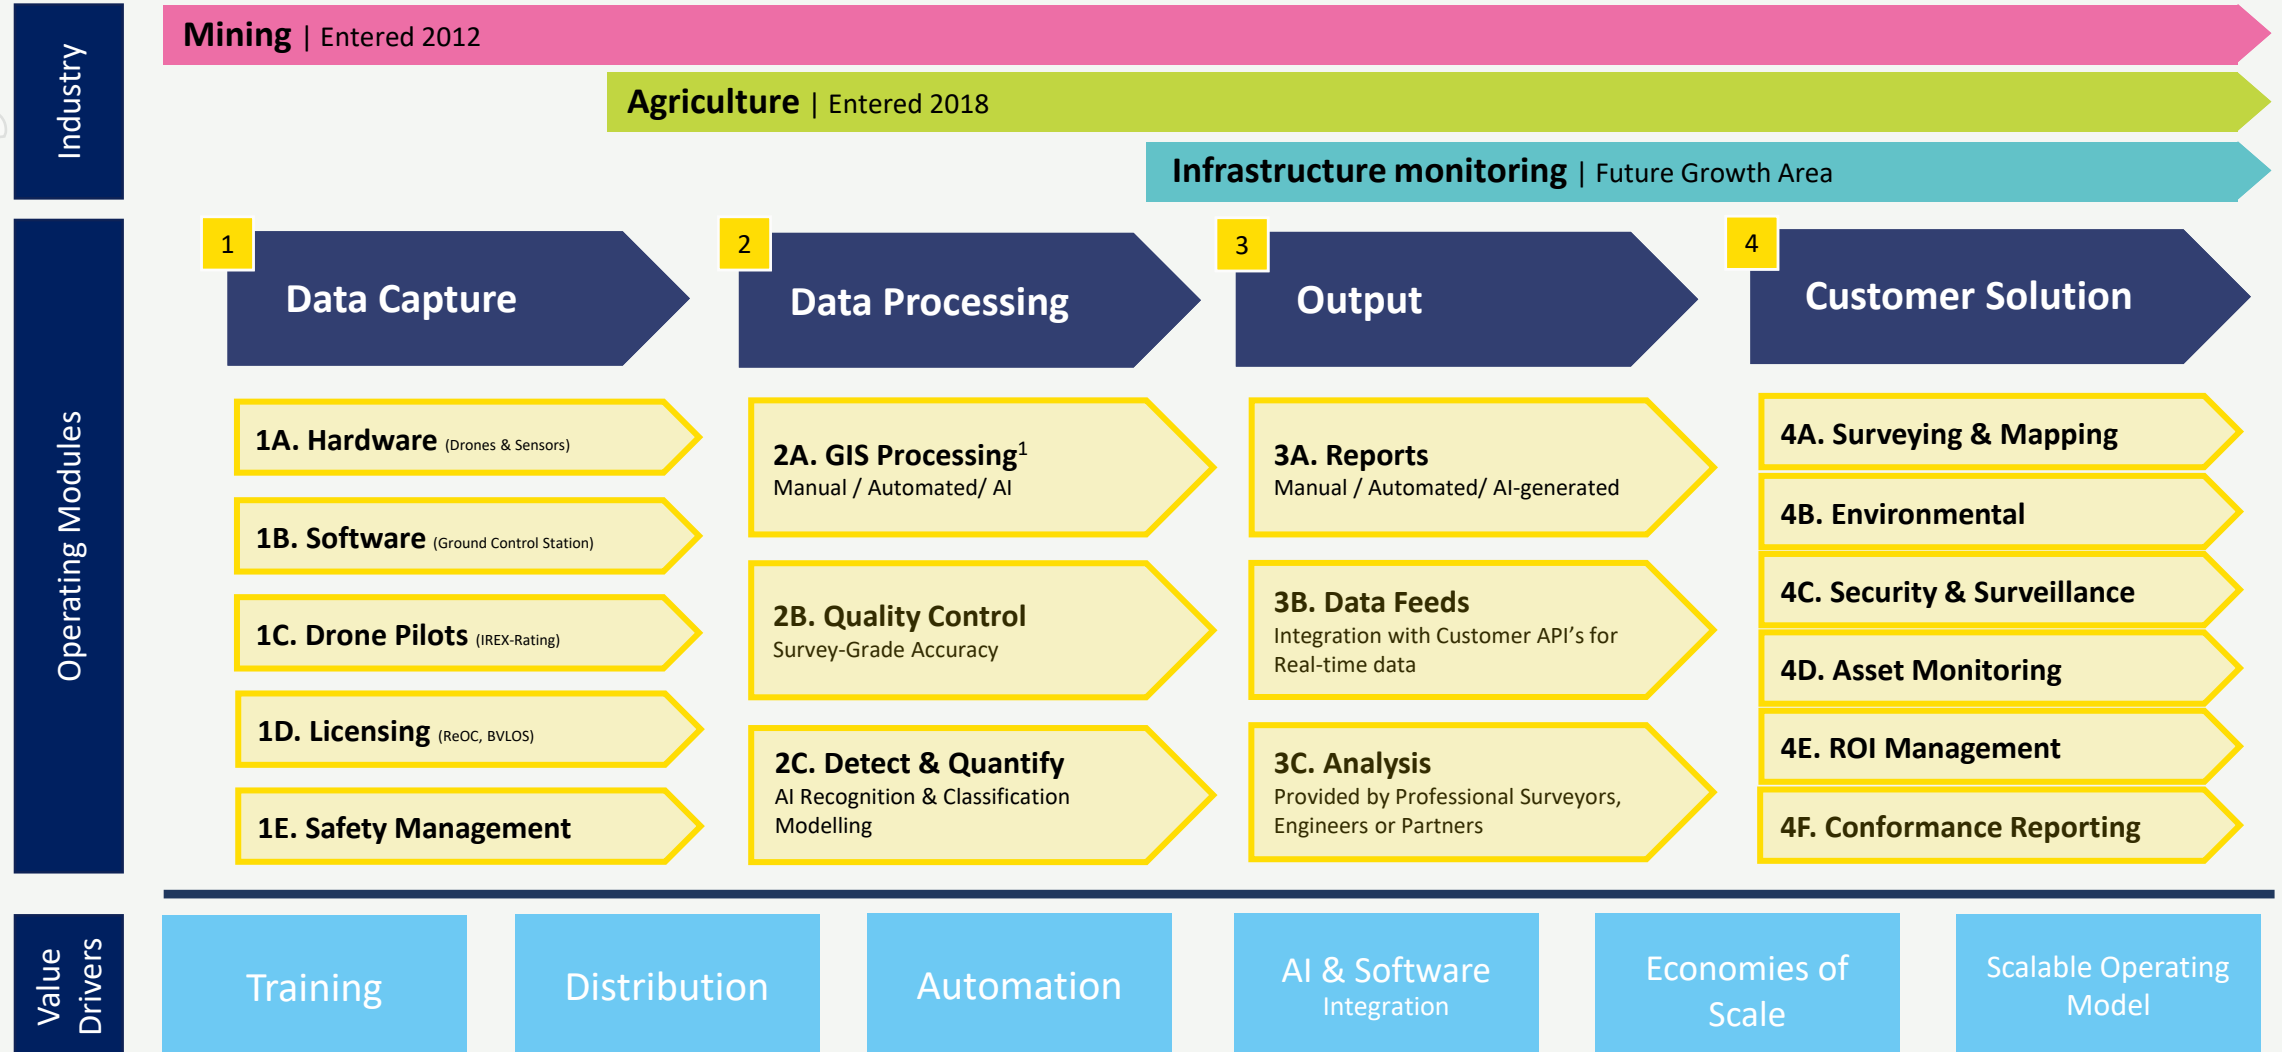 Industry
Mining | Entered 2012
Agriculture | Entered 2018
Infrastructure monitoring | Future Growth Area
Operating Modules
1
Data Capture
1A. Hardware (Drones & Sensors)
1B. Software (Ground Control Station)
1C. Drone Pilots (IREX-Rating)
1D. Licensing (ReOC, BVLOS)
1E. Safety Management
2
Data Processing
2A. GIS Processing¹
Manual / Automated/ AI
2B. Quality Control
Survey-Grade Accuracy
2C. Detect & Quantify
AI Recognition & Classification
Modelling
3
Output
3A. Reports
Manual / Automated/ AI-generated
3B. Data Feeds
Integration with Customer API's for
Real-time data
3C. Analysis
Provided by Professional Surveyors,
Engineers or Partners
4
Customer Solution
4A. Surveying & Mapping
4B. Environmental
4C. Security & Surveillance
4D. Asset Monitoring
4E. ROI Management
4F. Conformance Reporting
Value
Drivers
Training
Distribution
Automation
AI & Software
Integration
Economies of
Scale
Scalable Operating
Model